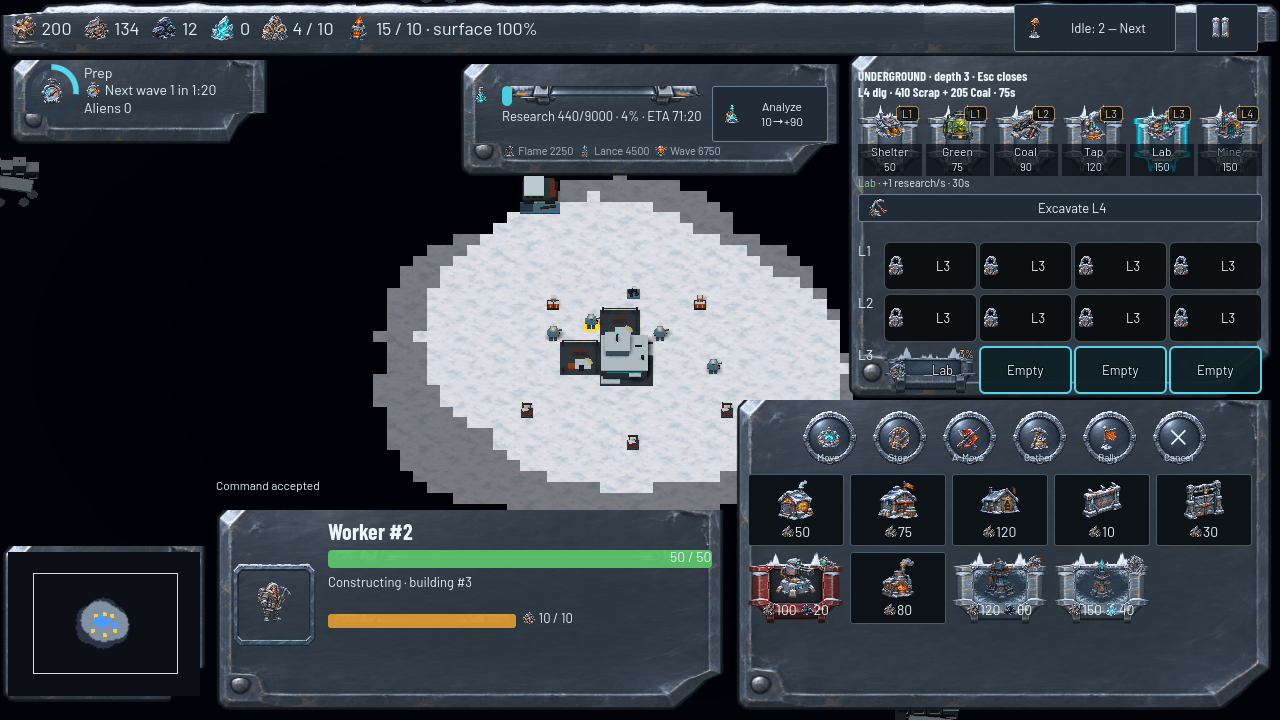 200 134 12 0 4 / 10 15 / 10 · surface 100%
Idle: 2 — Next
Prep
Next wave 1 in 1:20
Aliens 0
Research 440/9000 · 4% · ETA 71:20
Analyze
10→+90
Flame 2250 Lance 4500 Wave 6750
UNDERGROUND · depth 3 · Esc closes
L4 dig · 410 Scrap + 205 Coal · 75s
L1 L1 L2 L3 L3 L4
Shelter Green Coal Tap Lab Mine
50 75 90 120 150 150
Lab · +1 research/s · 30s
Excavate L4
L1 L3 L3 L3 L3
L2 L3 L3 L3 L3
L3 Lab 3% Empty Empty Empty
Move Stop A-Move Gather Rally Cancel
50 75 120 10 30
100 20 80 120 60 150 40
Command accepted
Worker #2
50 / 50
Constructing · building #3
10 / 10